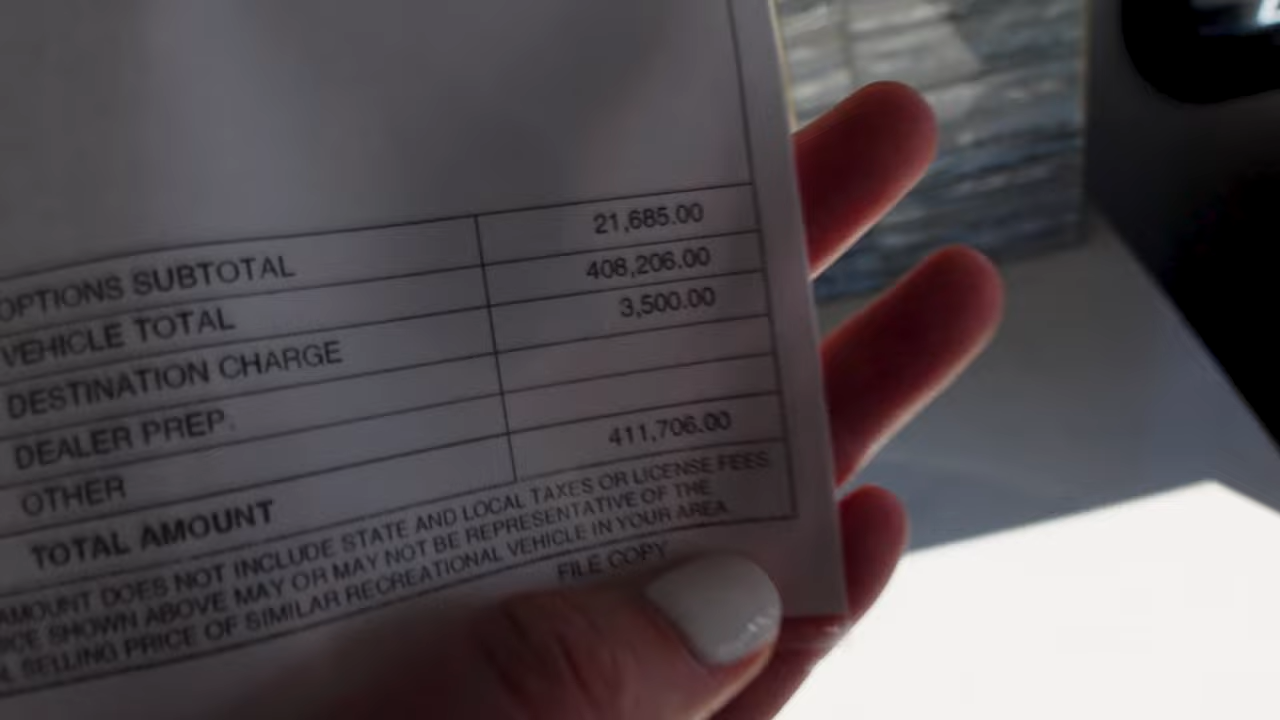 OPTIONS SUBTOTAL 21,685.00
VEHICLE TOTAL 408,206.00
DESTINATION CHARGE 3,500.00
DEALER PREP.
OTHER
TOTAL AMOUNT 411,706.00
AMOUNT DOES NOT INCLUDE STATE AND LOCAL TAXES OR LICENSE FEES.
SHOWN ABOVE MAY OR MAY NOT BE REPRESENTATIVE OF THE
SELLING PRICE OF SIMILAR RECREATIONAL VEHICLE IN YOUR AREA.
FILE COPY